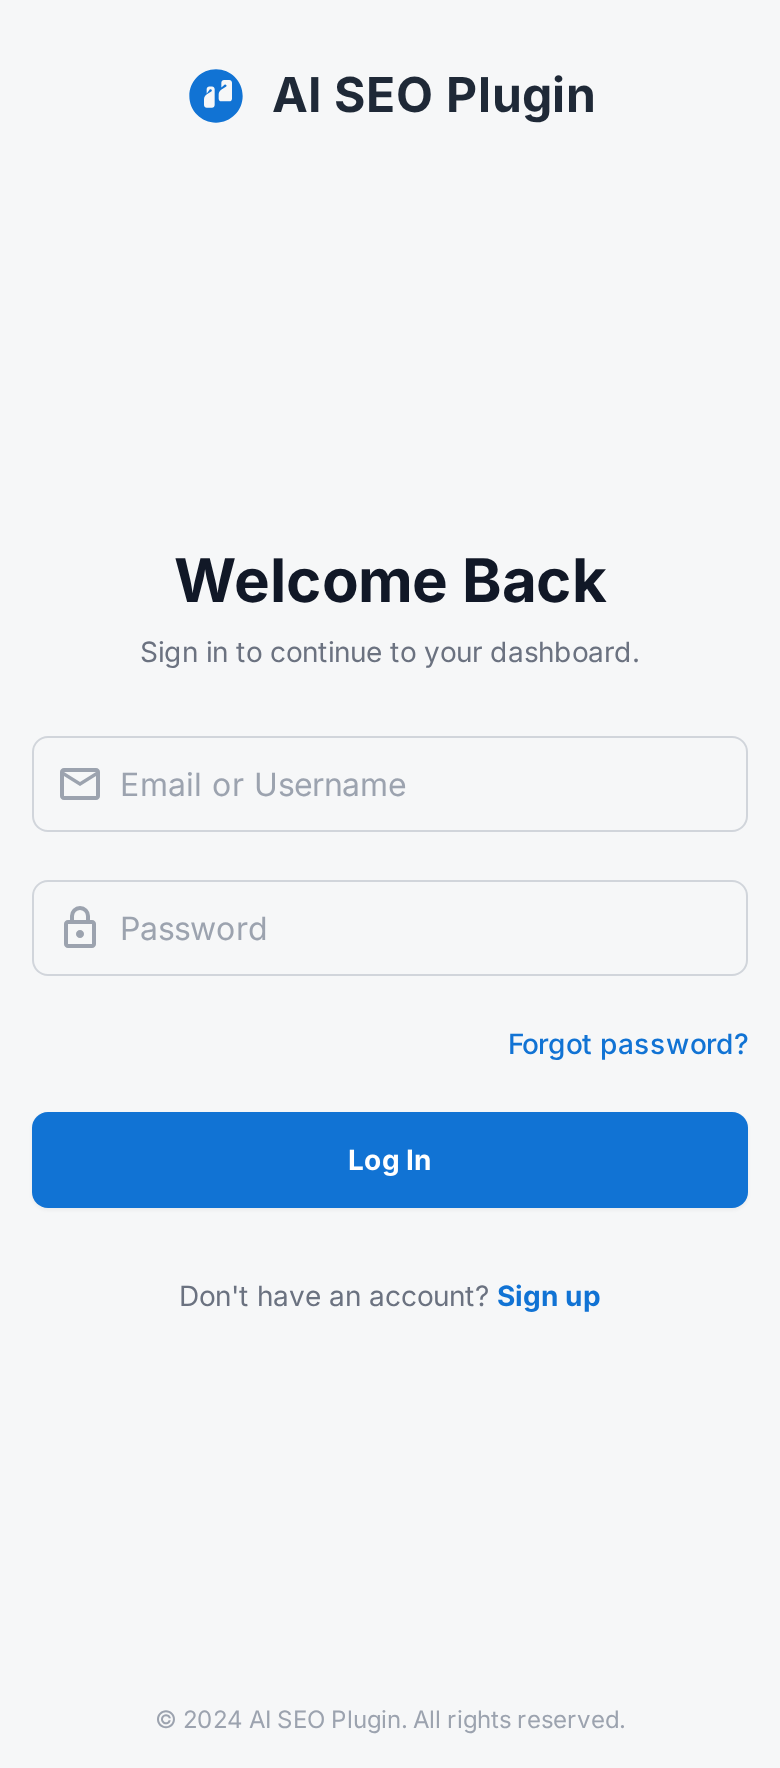 AI SEO Plugin
Welcome Back
Sign in to continue to your dashboard.
Email or Username
Password
Forgot password?
Log In
Don't have an account? Sign up
© 2024 AI SEO Plugin. All rights reserved.